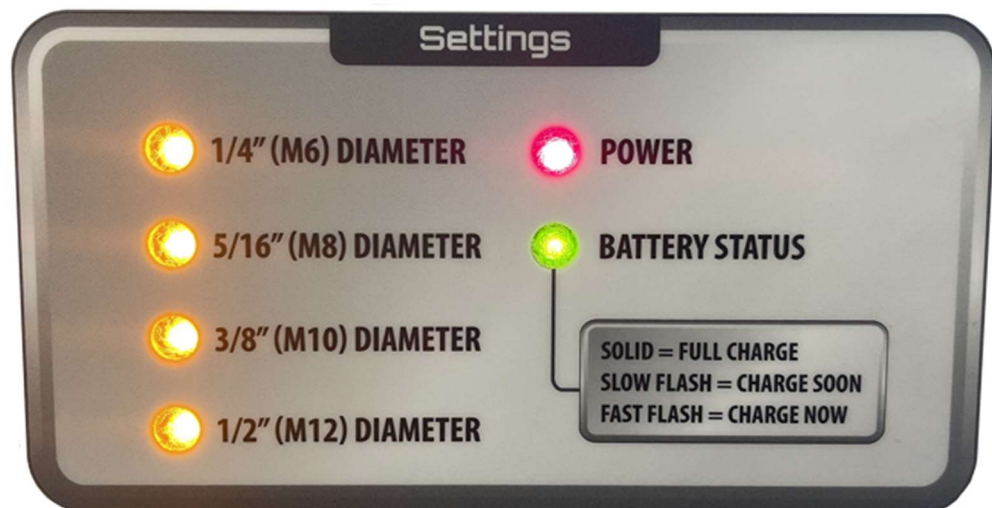 Settings
1/4” (M6) DIAMETER
5/16” (M8) DIAMETER
3/8” (M10) DIAMETER
1/2” (M12) DIAMETER
POWER
BATTERY STATUS
SOLID = FULL CHARGE
SLOW FLASH = CHARGE SOON
FAST FLASH = CHARGE NOW